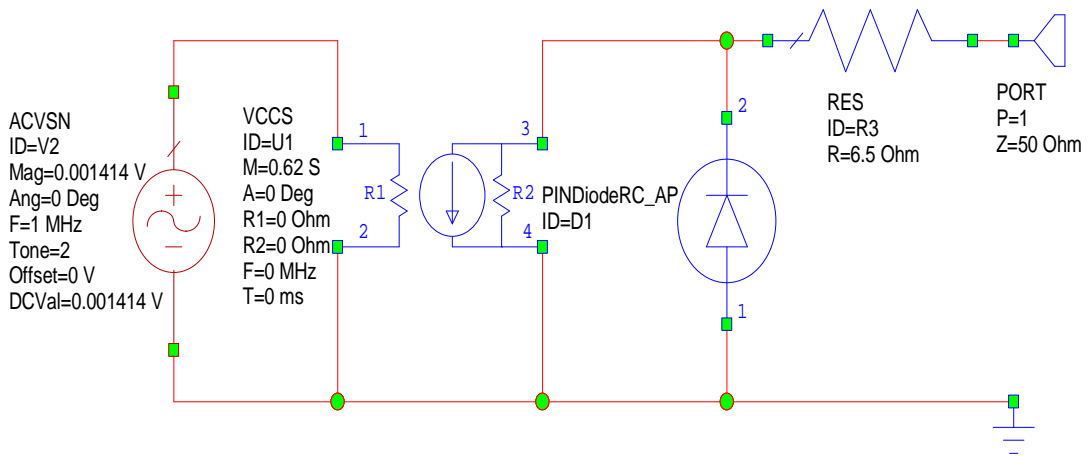 ACVSN
ID=V2
Mag=0.001414 V
Ang=0 Deg
F=1 MHz
Tone=2
Offset=0 V
DCVal=0.001414 V
VCCS
ID=U1
M=0.62 S
A=0 Deg
R1=0 Ohm
R2=0 Ohm
F=0 MHz
T=0 ms
1
2
R1
3
4
R2
PINDiodeRC_AP
ID=D1
2
1
RES
ID=R3
R=6.5 Ohm
PORT
P=1
Z=50 Ohm